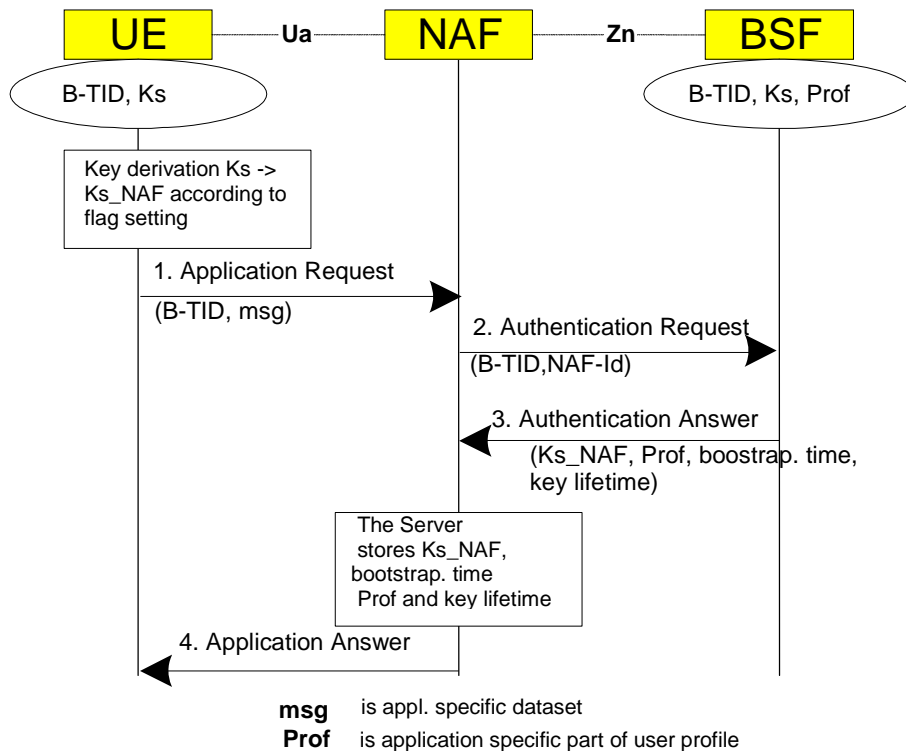 UE
Ua
NAF
Zn
BSF
B-TID, Ks
B-TID, Ks, Prof
Key derivation Ks ->
Ks_NAF according to
flag setting
1. Application Request
(B-TID, msg)
2. Authentication Request
(B-TID,NAF-Id)
3. Authentication Answer
(Ks_NAF, Prof, boostrap. time,
key lifetime)
The Server
stores Ks_NAF,
bootstrap. time
Prof and key lifetime
4. Application Answer
msg is appl. specific dataset
Prof is application specific part of user profile